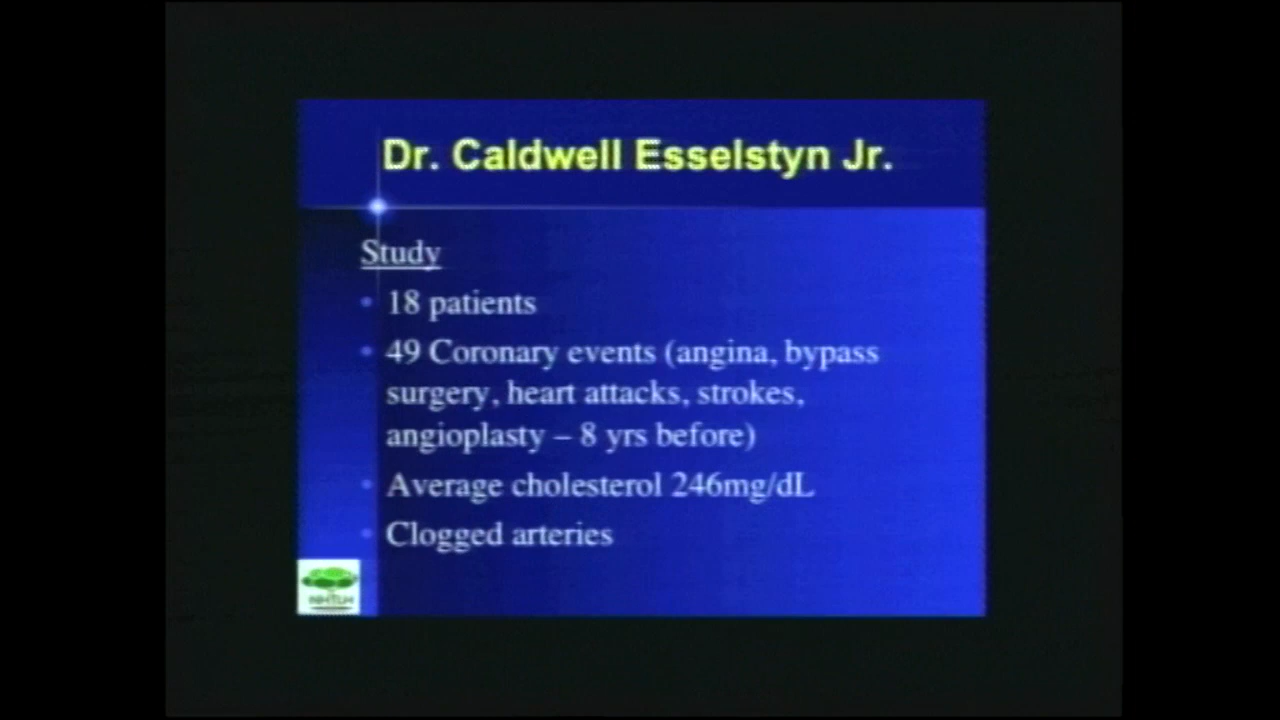 Dr. Caldwell Esselstyn Jr.
Study
• 18 patients
• 49 Coronary events (angina, bypass
surgery, heart attacks, strokes,
angioplasty – 8 yrs before)
• Average cholesterol 246mg/dL
• Clogged arteries
NHTLH